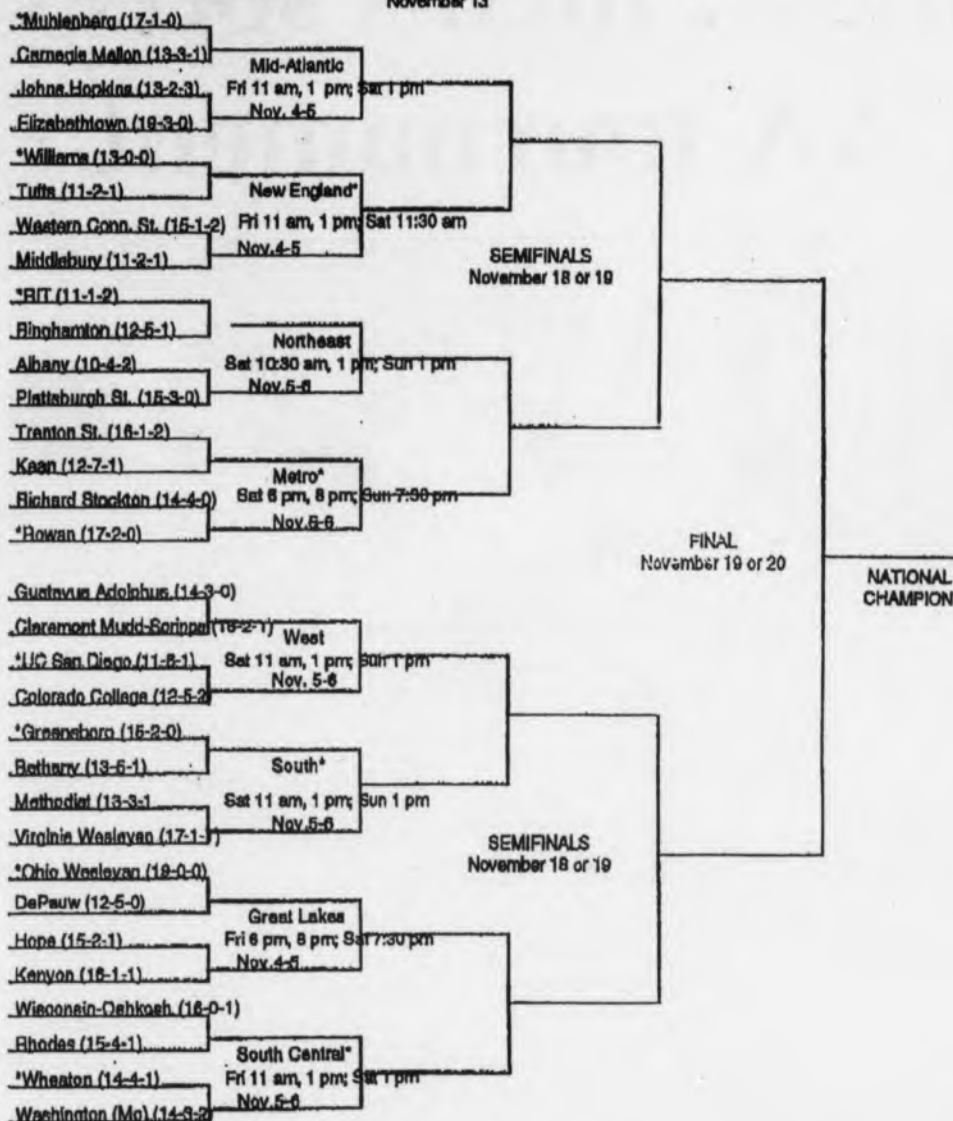 November 13
*Muhlenberg (17-1-0)
Carnegie Mellon (13-3-1)
Mid-Atlantic
Johns Hopkins (13-2-3)
Fri 11 am, 1 pm; Sat 1 pm
Nov. 4-5
Elizabethtown (19-3-0)
*Williams (13-0-0)
Tufts (11-2-1)
New England*
Western Conn. St. (15-1-2)
Fri 11 am, 1 pm; Sat 11:30 am
Nov.4-5
Middlebury (11-2-1)
SEMIFINALS
November 18 or 19
*RIT (11-1-2)
Binghamton (12-5-1)
Northeast
Albany (10-4-2)
Sat 10:30 am, 1 pm; Sun 1 pm
Nov.5-6
Plattsburgh St. (15-3-0)
Trenton St. (16-1-2)
Kean (12-7-1)
Metro*
Richard Stockton (14-4-0)
Sat 6 pm, 8 pm; Sun 7:30 pm
Nov.5-6
*Rowan (17-2-0)
FINAL
November 19 or 20
NATIONAL
CHAMPION
Gustavus Adolphus (14-3-0)
Claremont Mudd-Scripps (16-2-1)
West
*UC San Diego (11-6-1)
Sat 11 am, 1 pm; Sun 1 pm
Nov. 5-6
Colorado College (12-5-2)
*Greensboro (15-2-0)
Bethany (13-5-1)
South*
Methodist (13-3-1
Sat 11 am, 1 pm; Sun 1 pm
Nov.5-6
Virginia Wesleyan (17-1-1)
SEMIFINALS
November 18 or 19
*Ohio Wesleyan (19-0-0)
DePauw (12-5-0)
Great Lakes
Hope (15-2-1)
Fri 6 pm, 8 pm; Sat 7:30 pm
Nov.4-5
Kenyon (16-1-1)
Wisconsin-Oshkosh (16-0-1)
Rhodes (15-4-1)
South Central*
*Wheaton (14-4-1)
Fri 11 am, 1 pm; Sat 1 pm
Nov.5-6
Washington (Mo) (14-3-2)